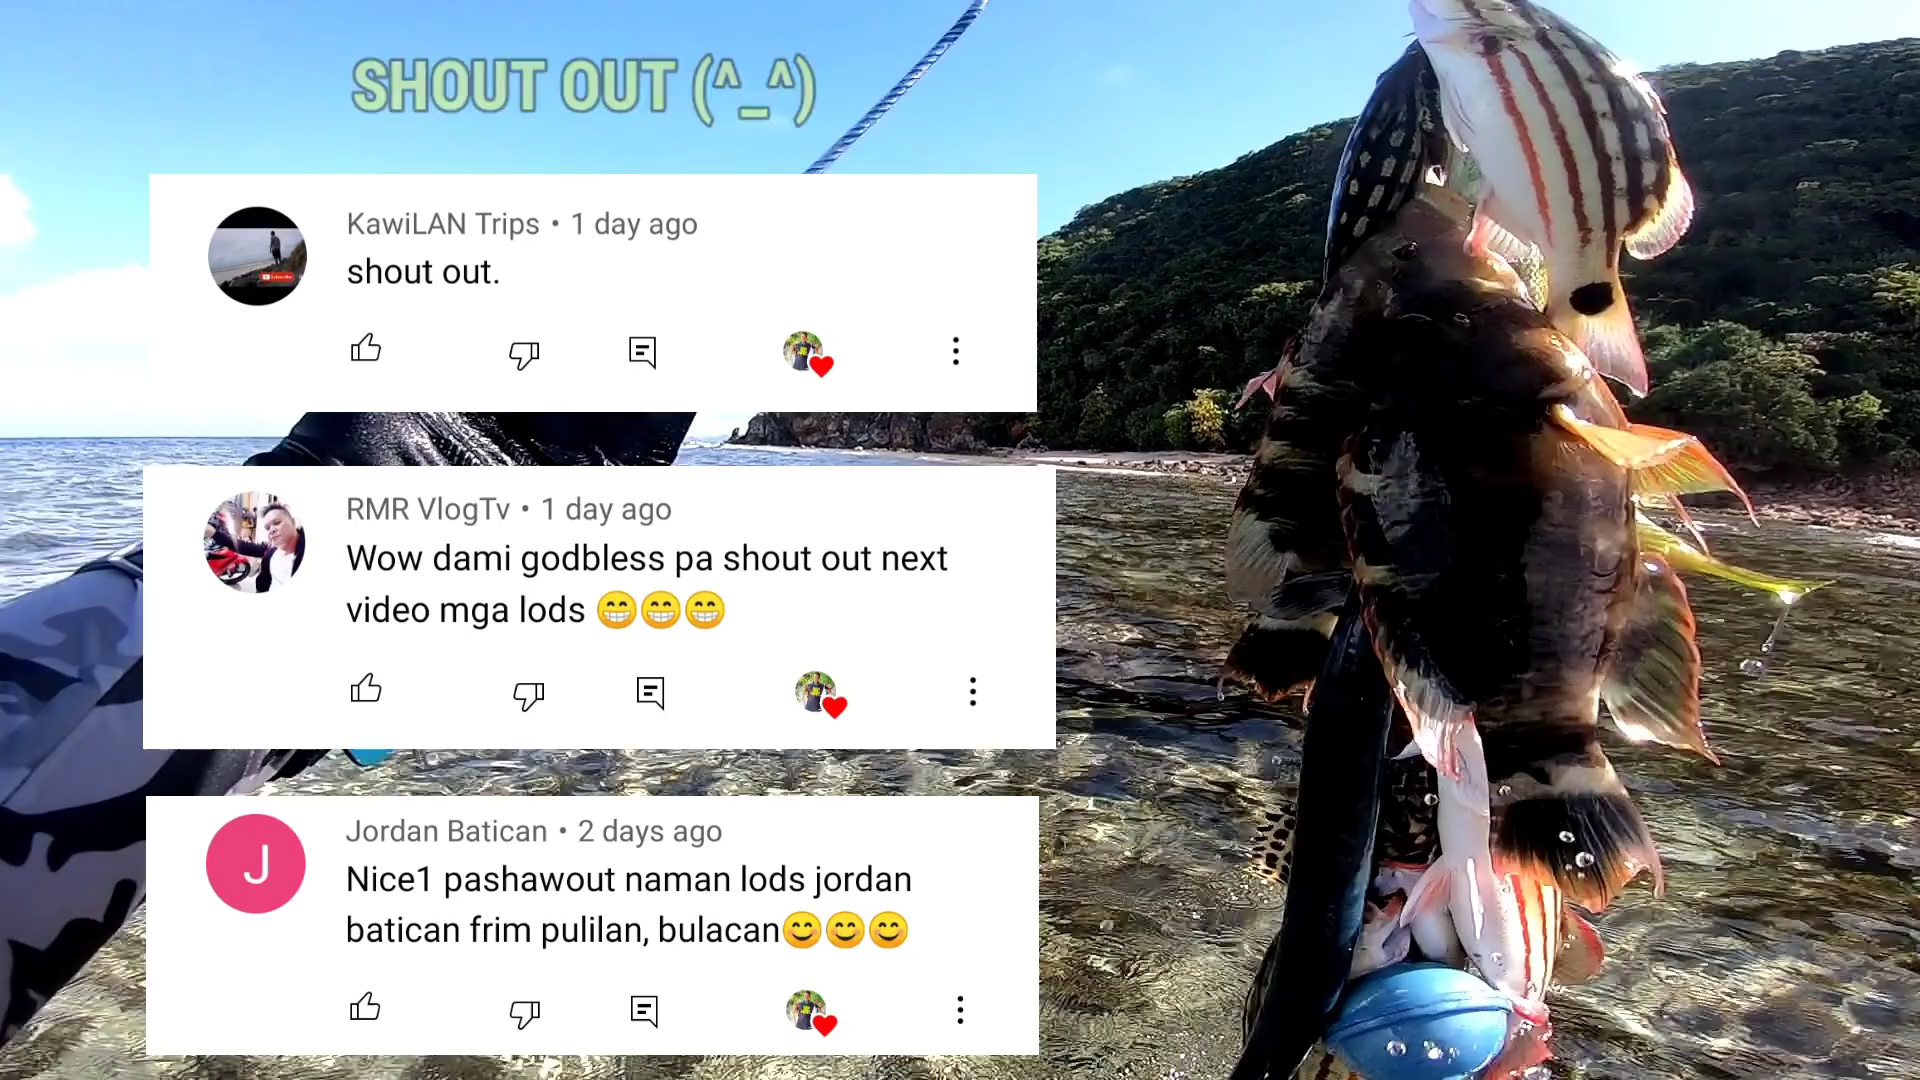 SHOUT OUT (^_^)
KawiLAN Trips • 1 day ago
shout out.
RMR VlogTv • 1 day ago
Wow dami godbless pa shout out next
video mga lods 😁😁😁
J
Jordan Batican • 2 days ago
Nice1 pashawout naman lods jordan
batican frim pulilan, bulacan😊😊😊